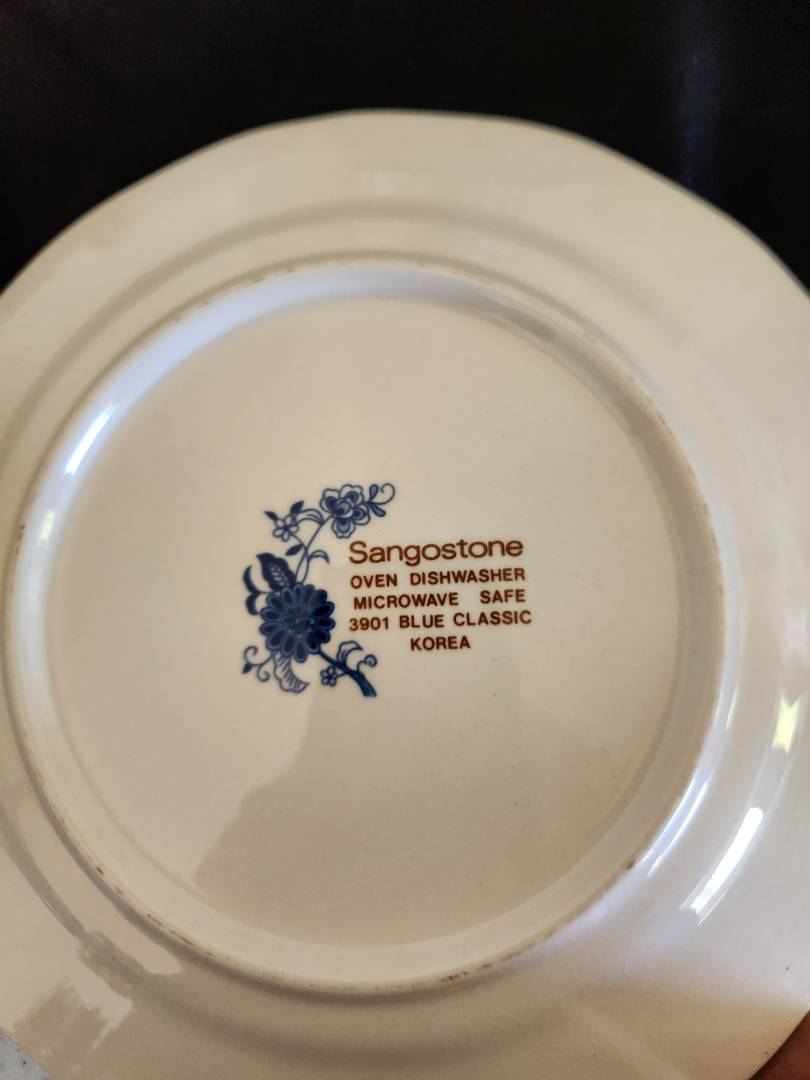 Sangostone
OVEN DISHWASHER
MICROWAVE SAFE
3901 BLUE CLASSIC
KOREA